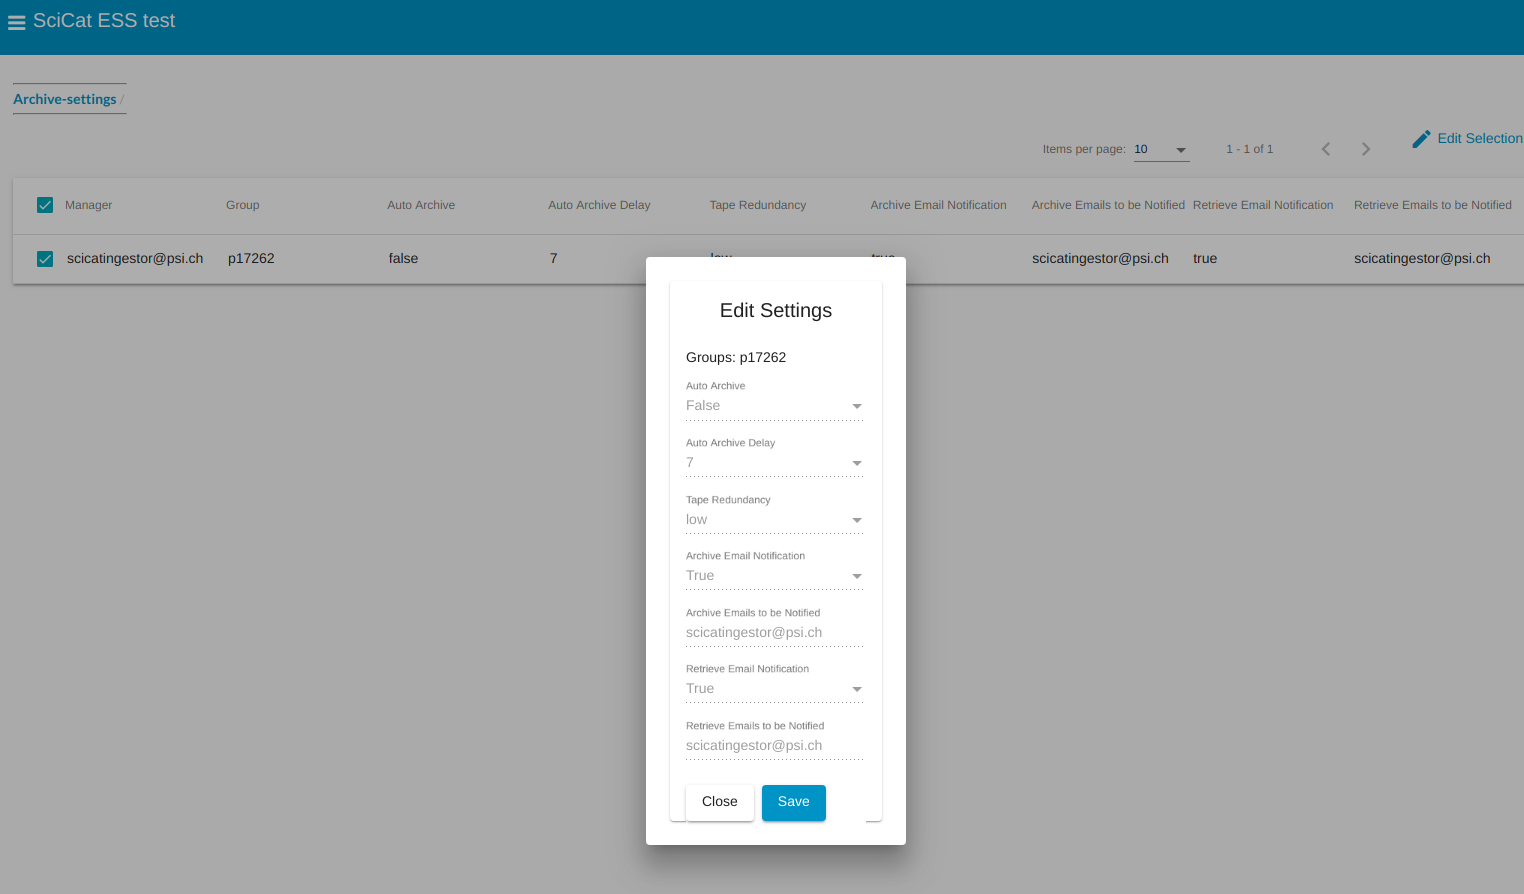 SciCat ESS test
Archive-settings /
Edit Selection
Items per page: 10 1 - 1 of 1
Manager Group Auto Archive Auto Archive Delay Tape Redundancy Archive Email Notification Archive Emails to be Notified Retrieve Email Notification Retrieve Emails to be Notified
scicatingestor@psi.ch p17262 false 7 low true scicatingestor@psi.ch true scicatingestor@psi.ch
Edit Settings
Groups: p17262
Auto Archive
False
Auto Archive Delay
7
Tape Redundancy
low
Archive Email Notification
True
Archive Emails to be Notified
scicatingestor@psi.ch
Retrieve Email Notification
True
Retrieve Emails to be Notified
scicatingestor@psi.ch
Close Save